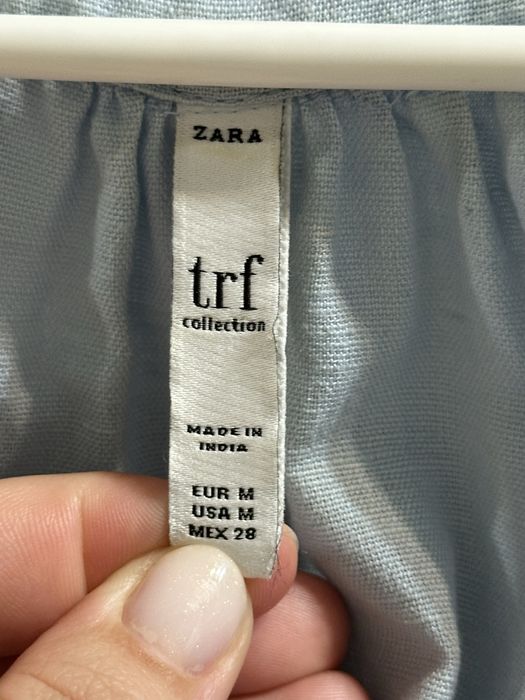 ZARA
trf
collection
MADE IN
INDIA
EUR M
USA M
MEX 28